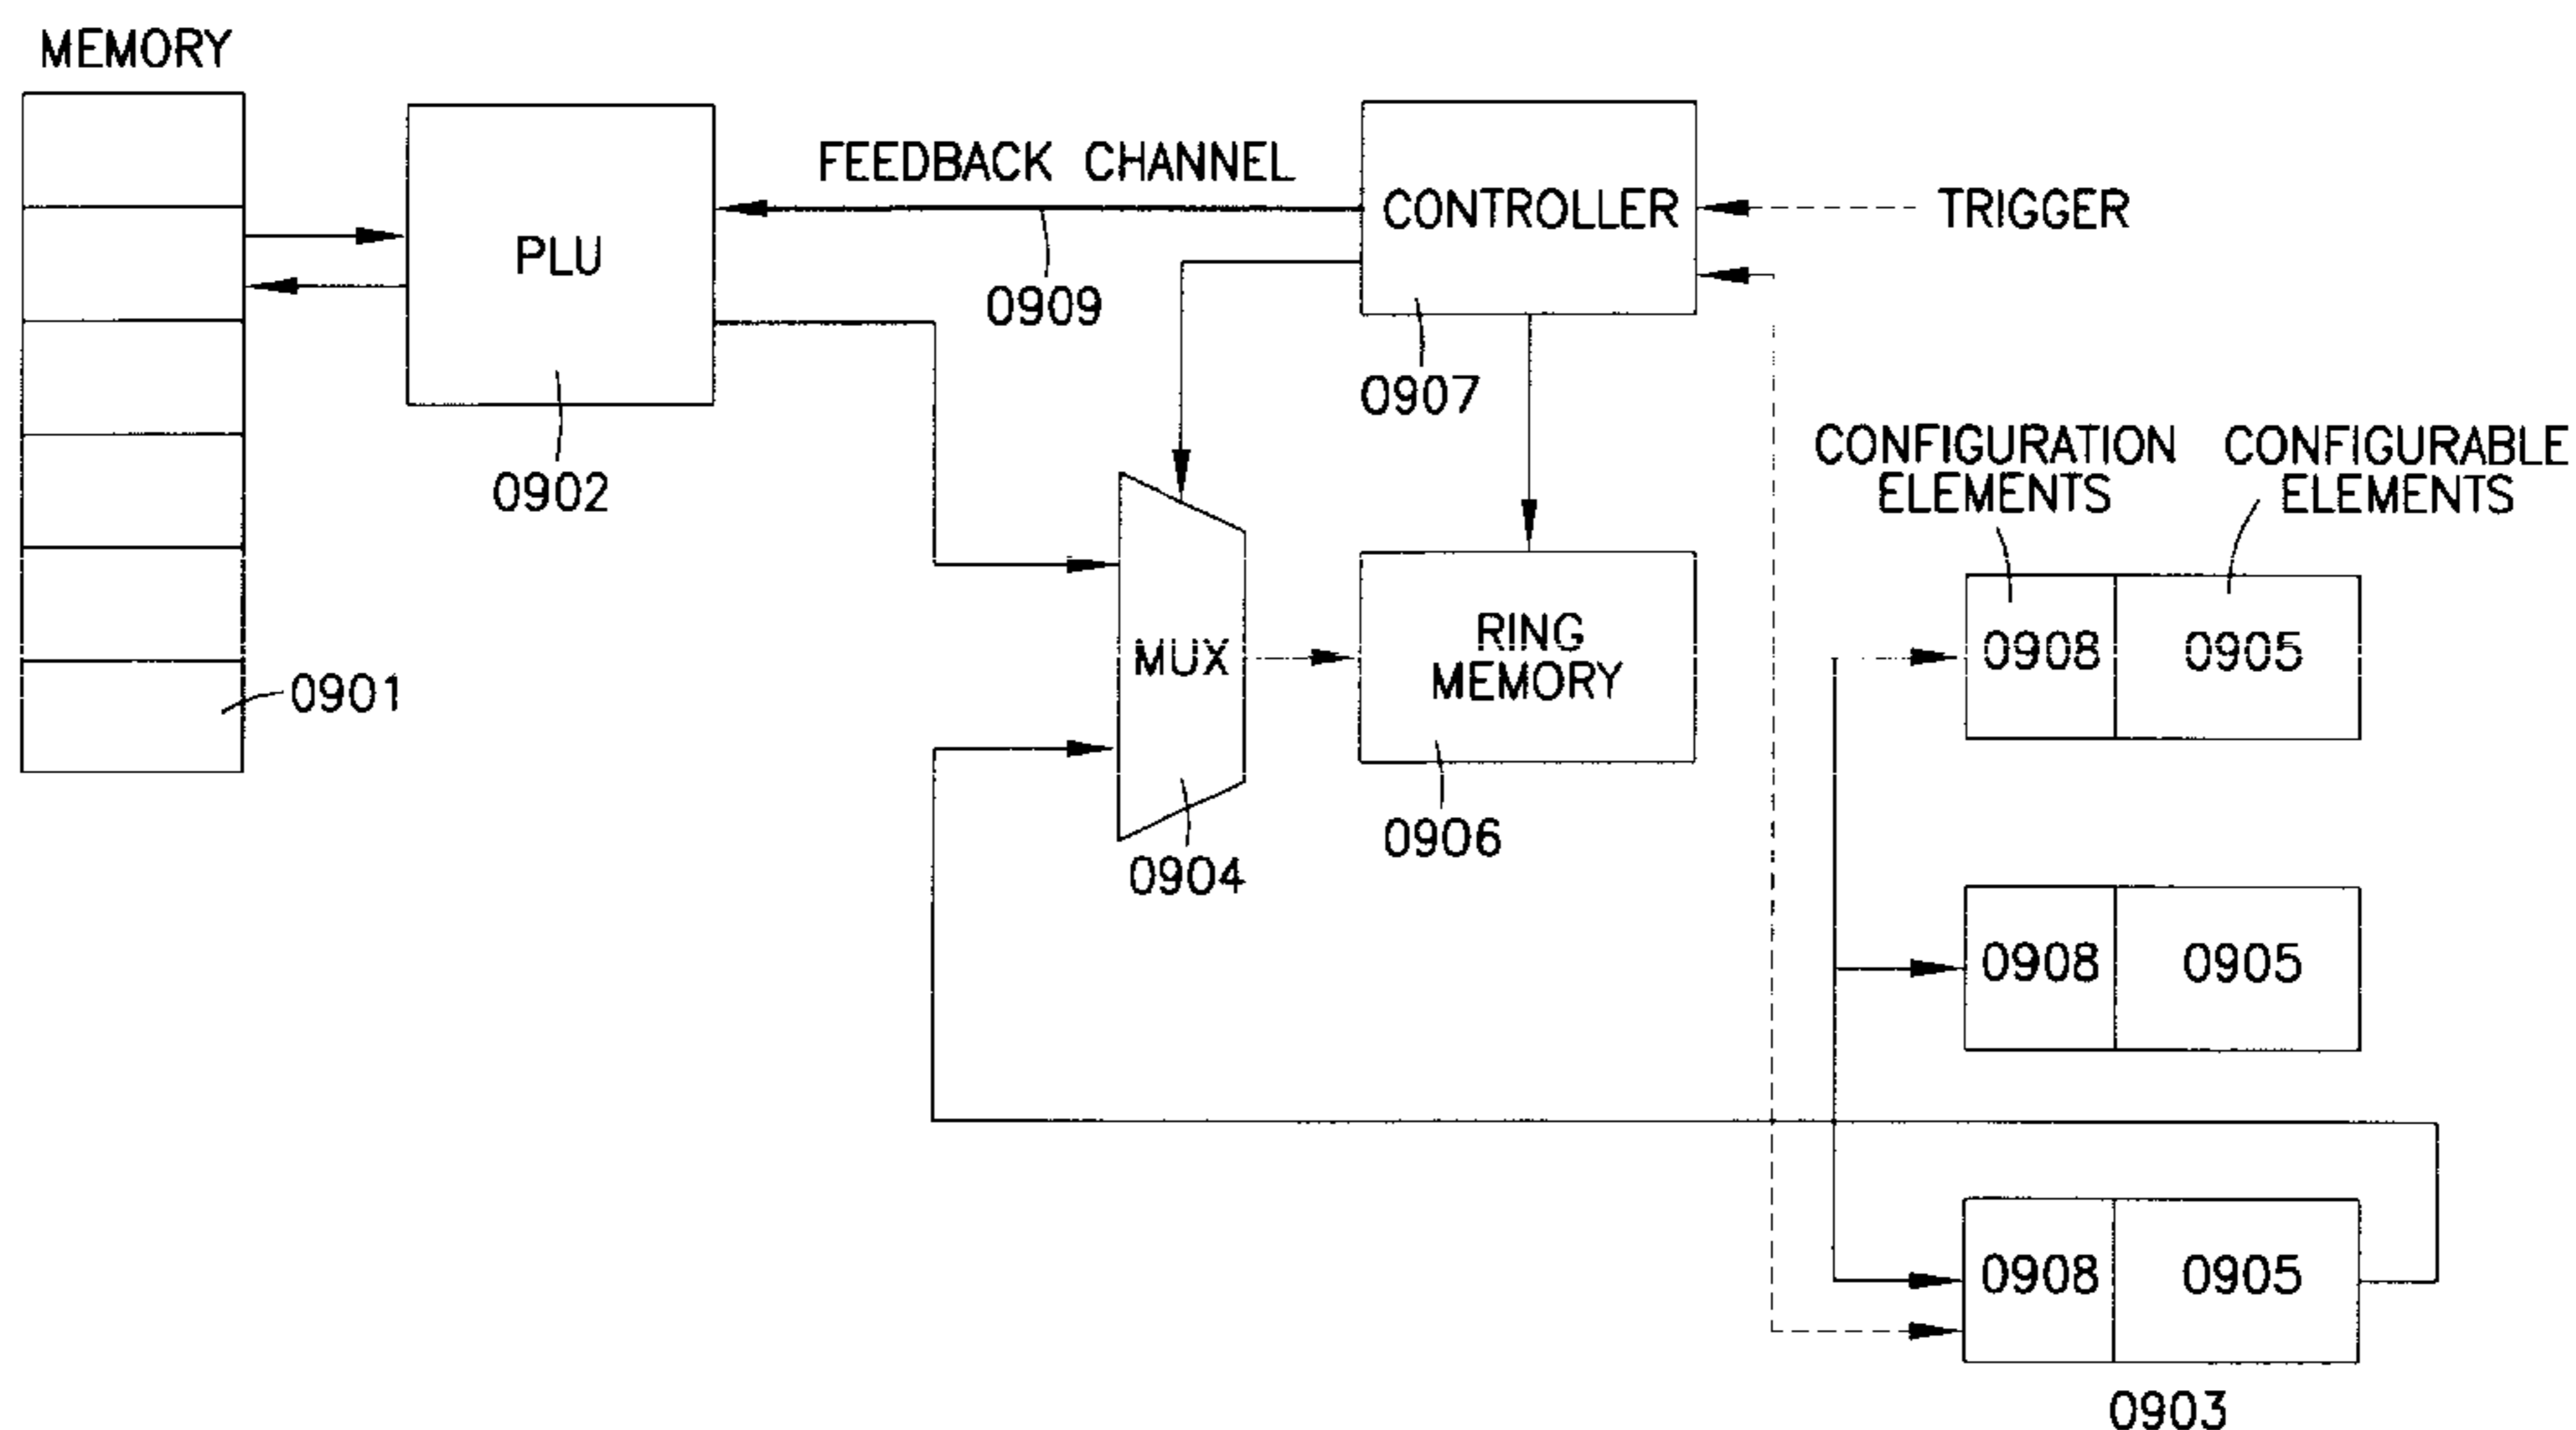 MEMORY
FEEDBACK CHANNEL
CONTROLLER
TRIGGER
PLU
0909
0907
0902
CONFIGURATION
ELEMENTS
CONFIGURABLE
ELEMENTS
MUX
RING
MEMORY
0908
0905
0901
0906
0904
0908
0905
0908
0905
0903